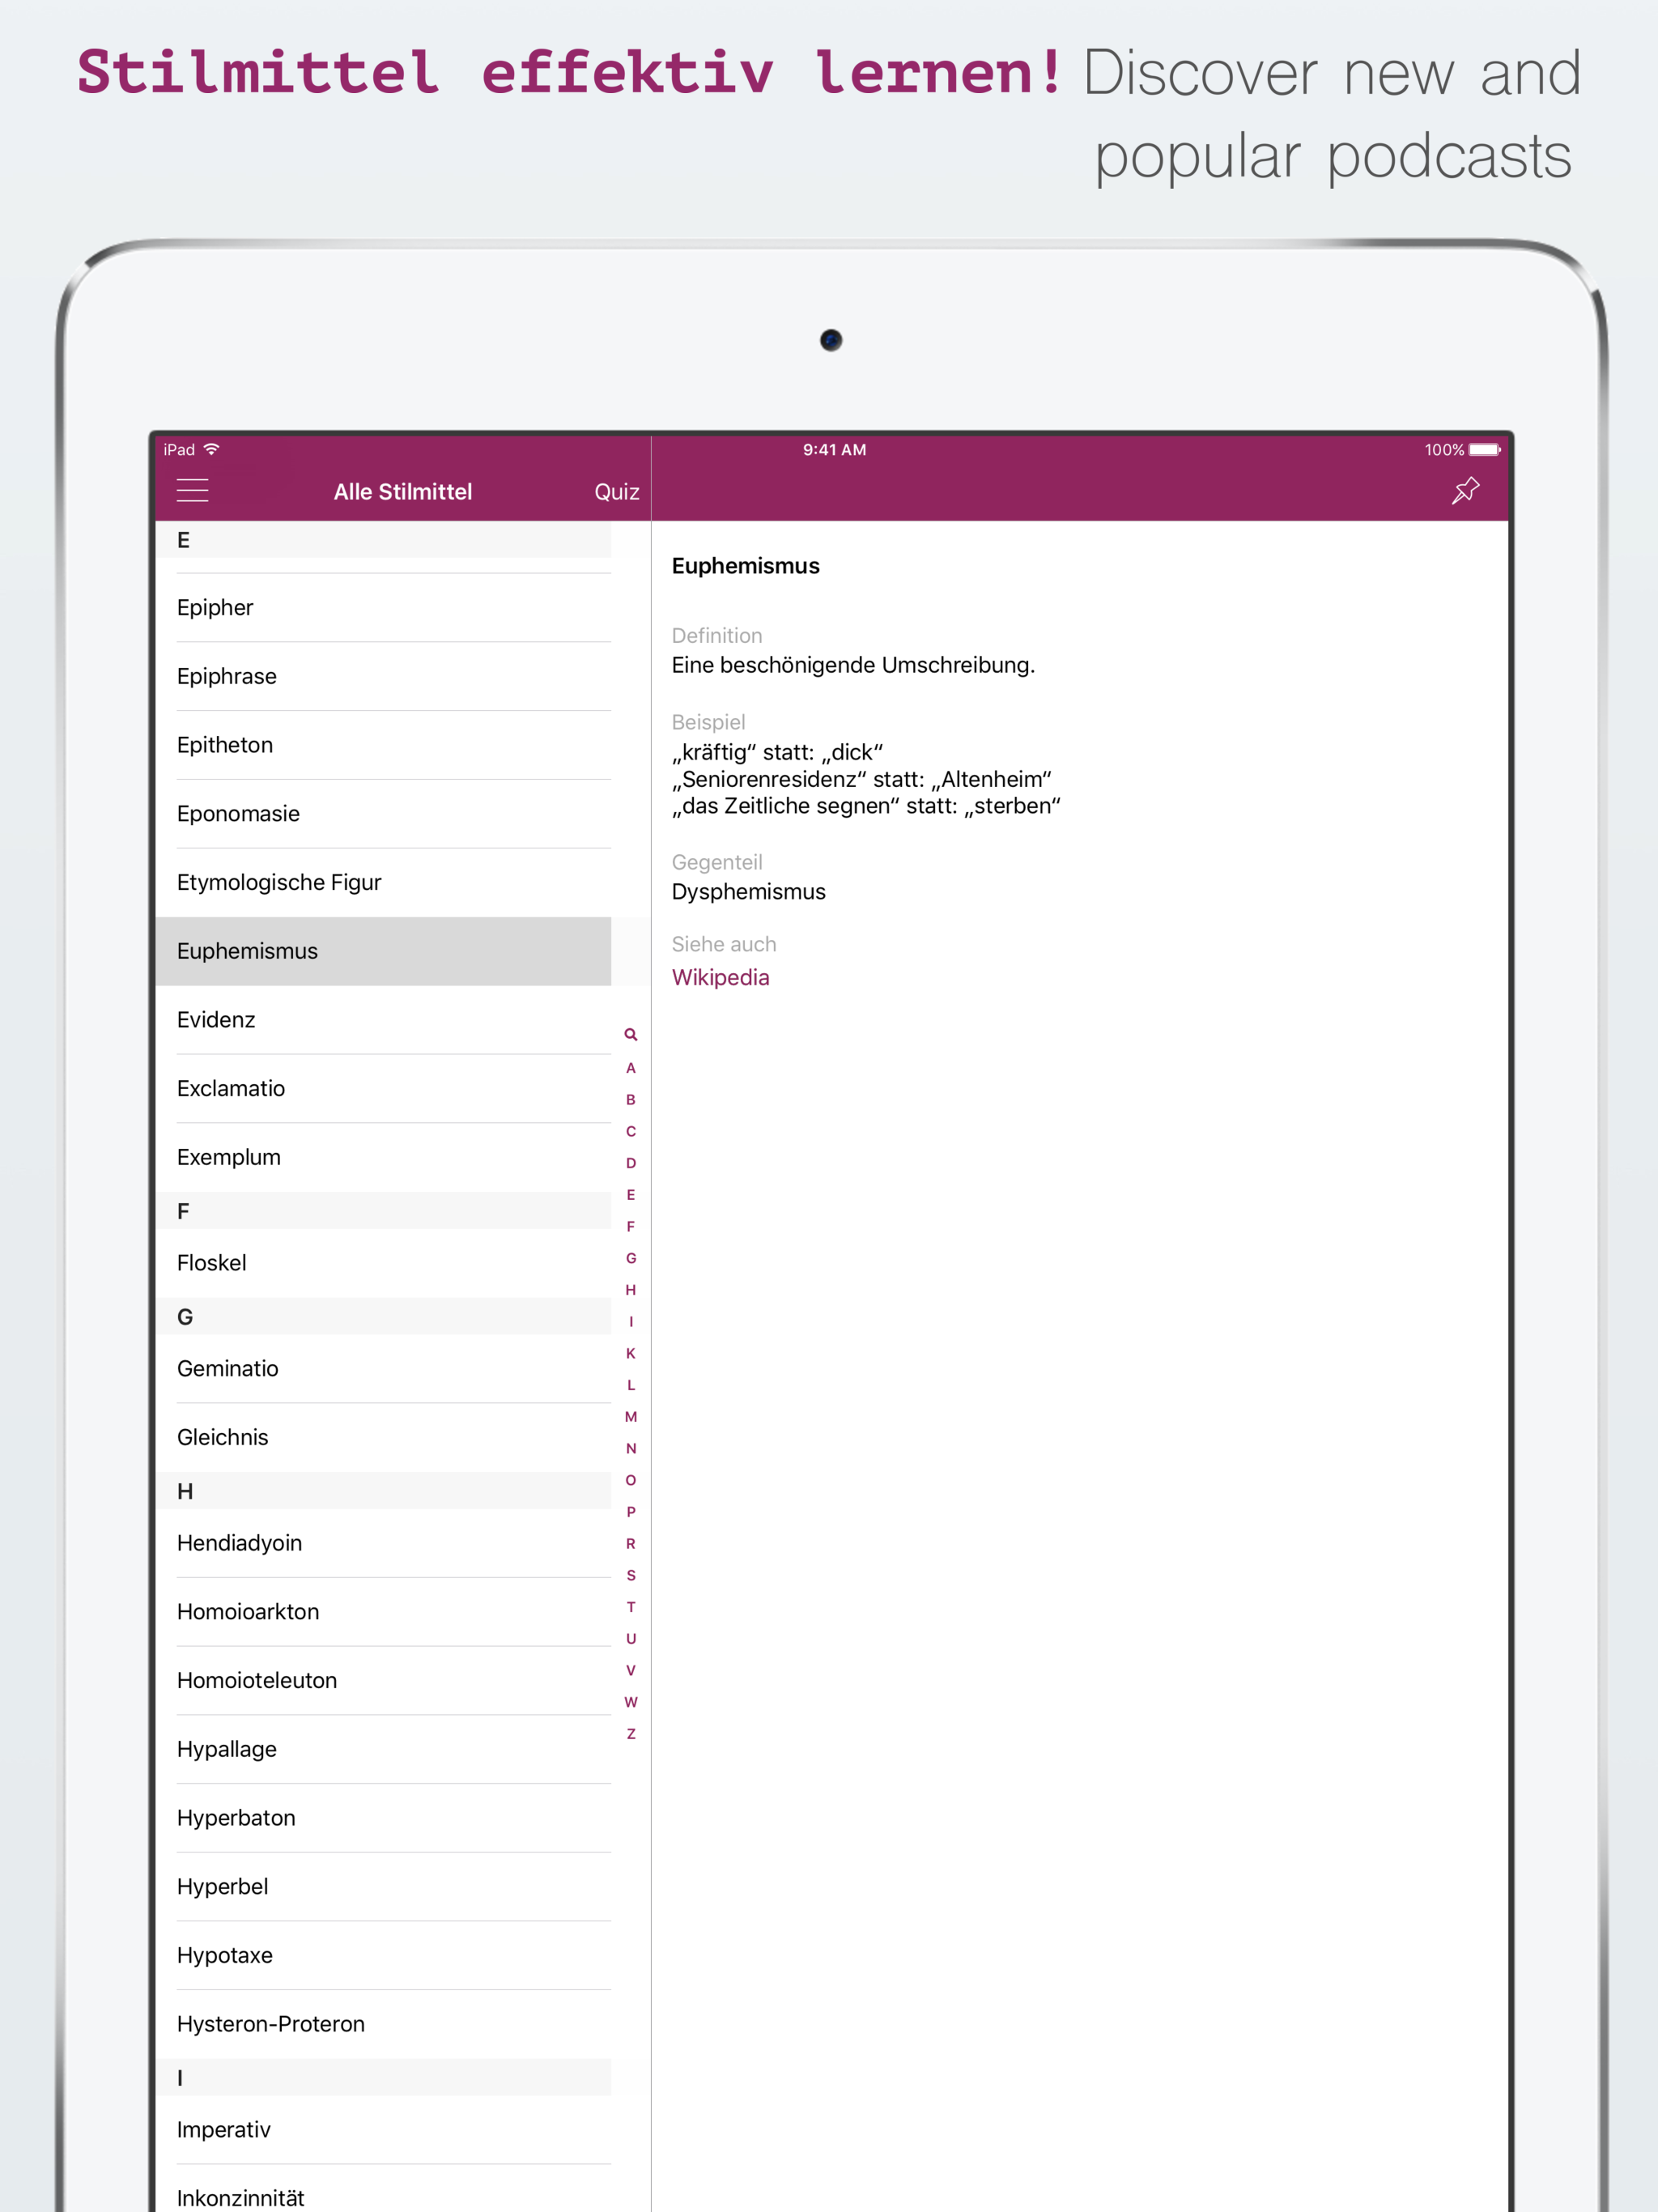 Stilmittel effektiv lernen! Discover new and
popular podcasts
iPad
9:41 AM
100%
Alle Stilmittel
Quiz
E
Epipher
Epiphrase
Epitheton
Eponomasie
Etymologische Figur
Euphemismus
Evidenz
Exclamatio
Exemplum
F
Floskel
G
Geminatio
Gleichnis
H
Hendiadyoin
Homoioarkton
Homoioteleuton
Hypallage
Hyperbaton
Hyperbel
Hypotaxe
Hysteron-Proteron
I
Imperativ
Inkonzinnität
A
B
C
D
E
F
G
H
I
K
L
M
N
O
P
R
S
T
U
V
W
Z
Euphemismus
Definition
Eine beschönigende Umschreibung.
Beispiel
„kräftig“ statt: „dick“
„Seniorenresidenz“ statt: „Altenheim“
„das Zeitliche segnen“ statt: „sterben“
Gegenteil
Dysphemismus
Siehe auch
Wikipedia